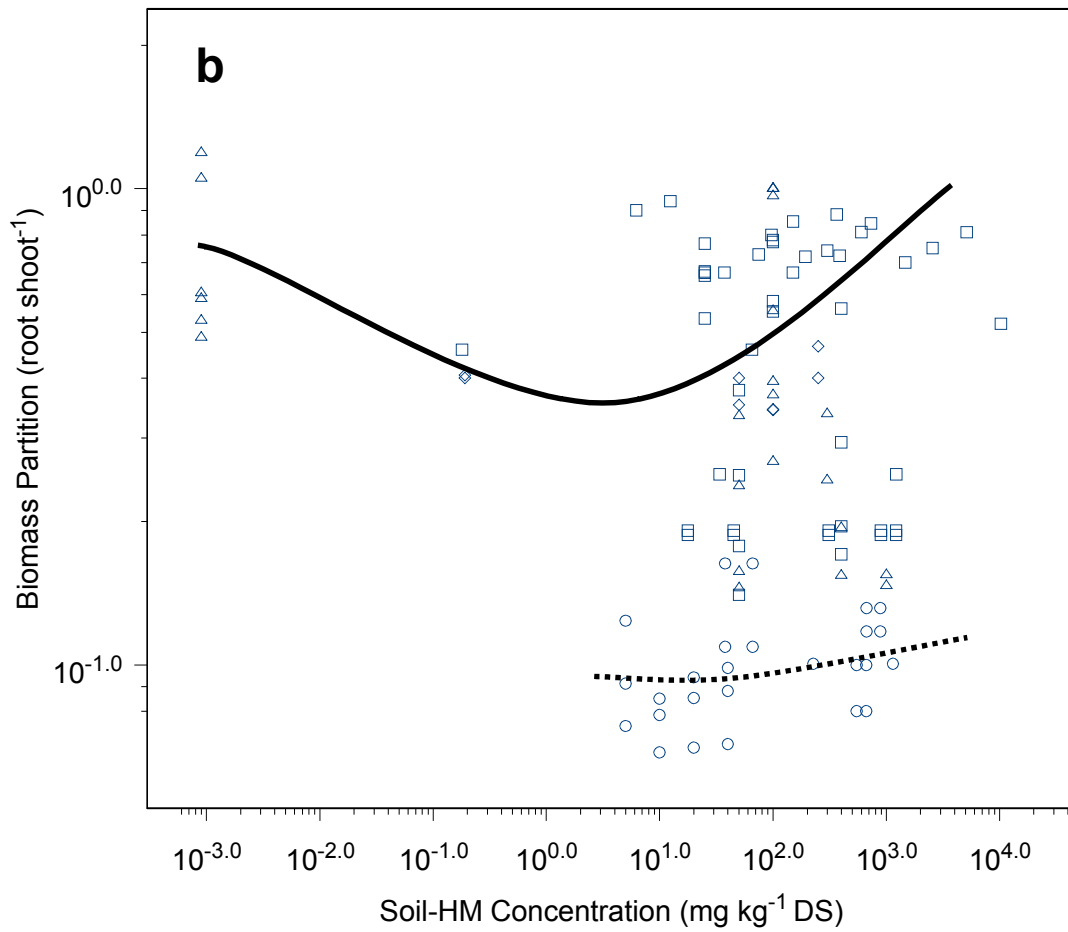 b
10^0.0
10^-1.0
Biomass Partition (root shoot^-1)
10^-3.0 10^-2.0 10^-1.0 10^0.0 10^1.0 10^2.0 10^3.0 10^4.0
Soil-HM Concentration (mg kg^-1 DS)